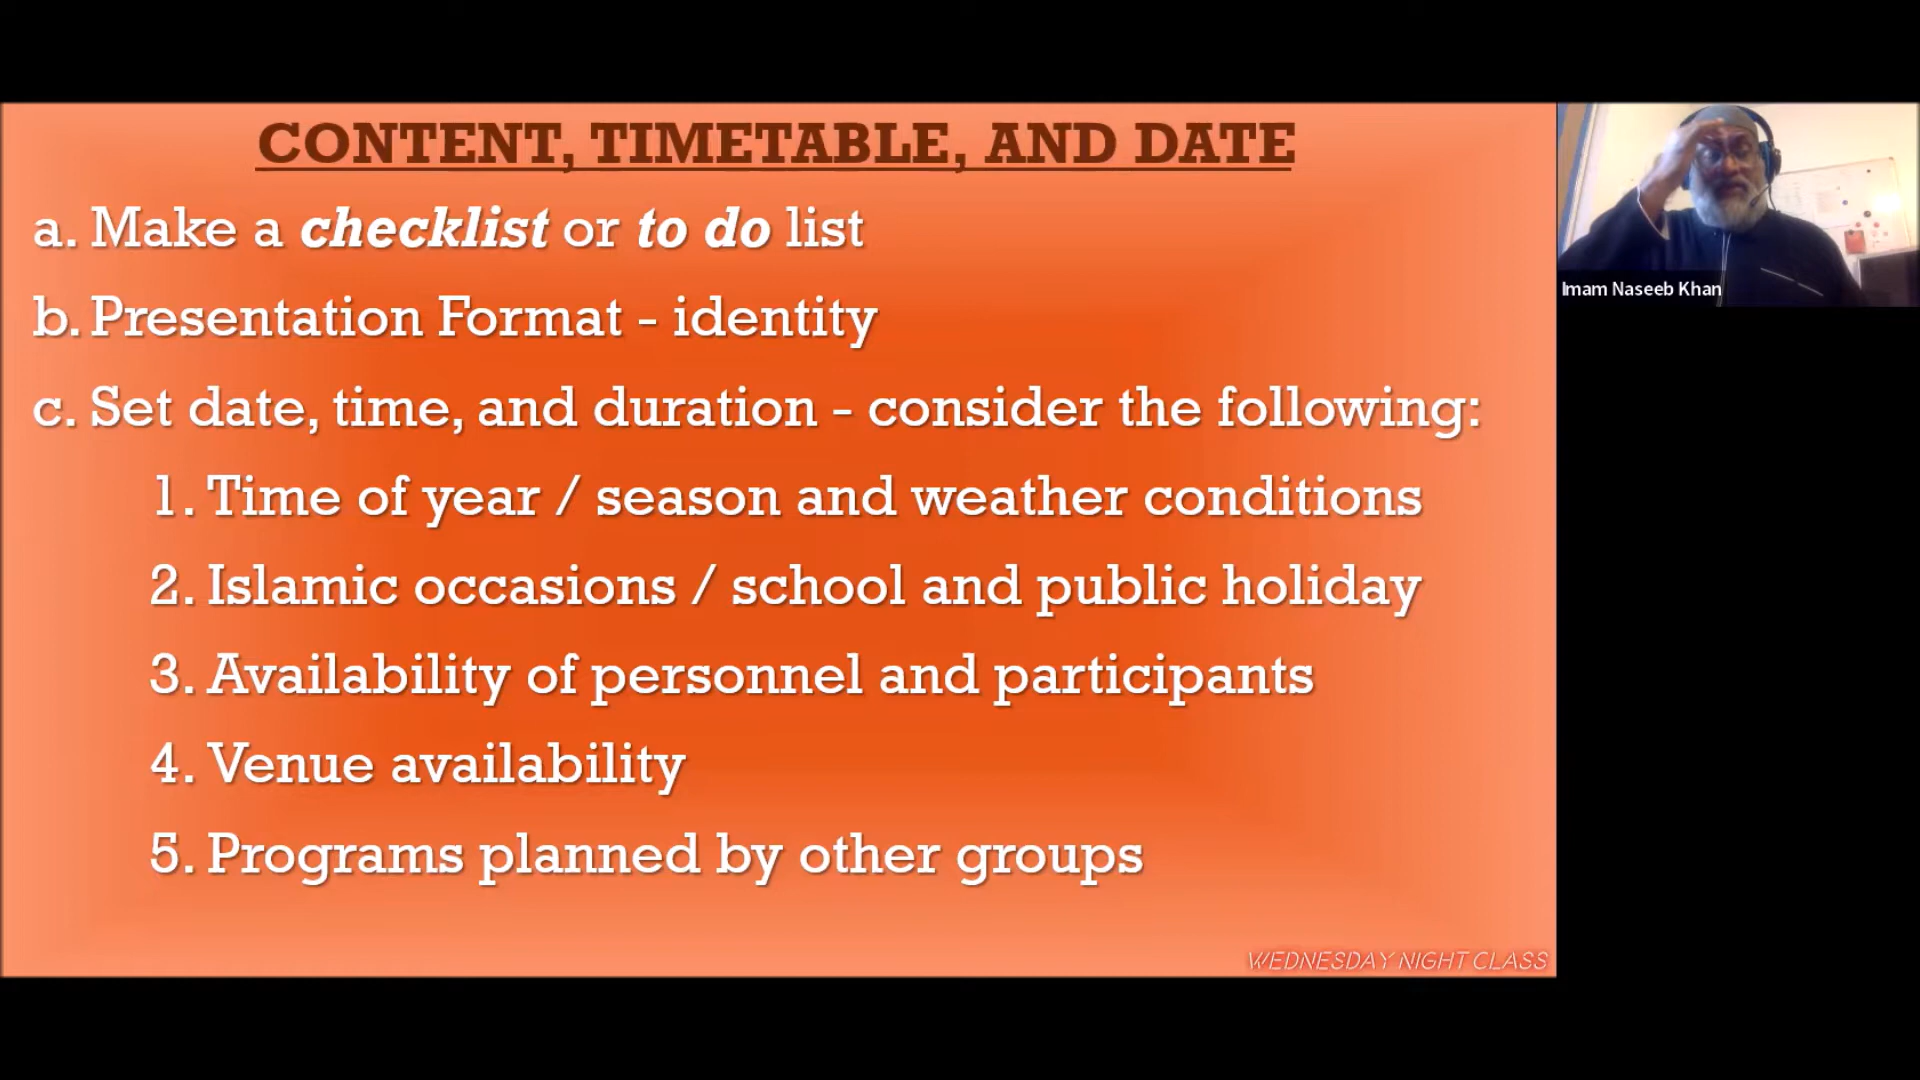 CONTENT, TIMETABLE, AND DATE
a. Make a checklist or to do list
b. Presentation Format - identity
c. Set date, time, and duration - consider the following:
1. Time of year / season and weather conditions
2. Islamic occasions / school and public holiday
3. Availability of personnel and participants
4. Venue availability
5. Programs planned by other groups
WEDNESDAY NIGHT CLASS
Imam Naseeb Khan